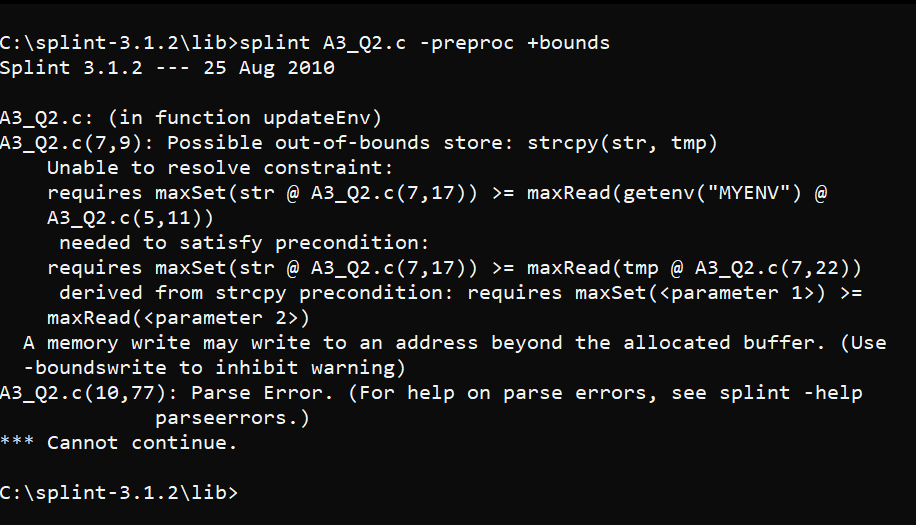 C:\splint-3.1.2\lib>splint A3_Q2.c -preproc +bounds
Splint 3.1.2 --- 25 Aug 2010
A3_Q2.c: (in function updateEnv)
A3_Q2.c(7,9): Possible out-of-bounds store: strcpy(str, tmp)
Unable to resolve constraint:
requires maxSet(str @ A3_Q2.c(7,17)) >= maxRead(getenv("MYENV") @
A3_Q2.c(5,11))
needed to satisfy precondition:
requires maxSet(str @ A3_Q2.c(7,17)) >= maxRead(tmp @ A3_Q2.c(7,22))
derived from strcpy precondition: requires maxSet(<parameter 1>) >=
maxRead(<parameter 2>)
A memory write may write to an address beyond the allocated buffer. (Use
-boundswrite to inhibit warning)
A3_Q2.c(10,77): Parse Error. (For help on parse errors, see splint -help
parseerrors.)
*** Cannot continue.
C:\splint-3.1.2\lib>